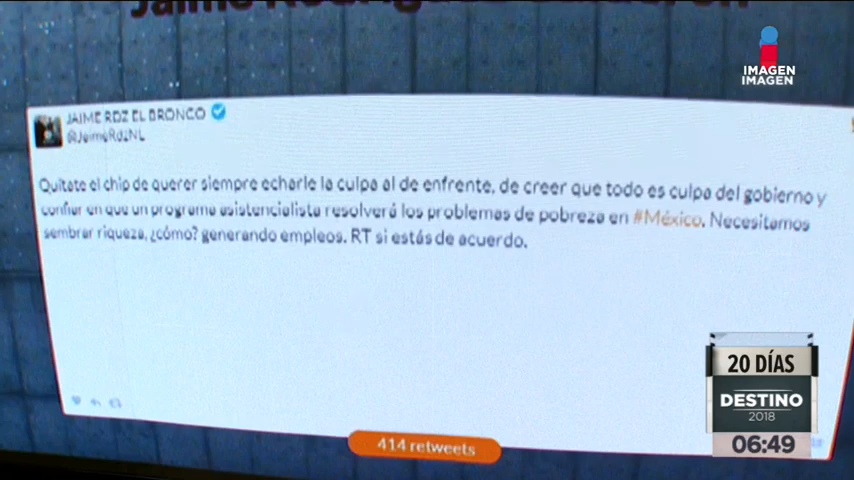 Jaime Rodríguez Calderón
IMAGEN
IMAGEN
JAIME RDZ EL BRONCO
@JaimeRdzNL
Quítate el chip de querer siempre echarle la culpa al de enfrente, de creer que todo es culpa del gobierno y
confiar en que un programa asistencialista resolverá los problemas de pobreza en #México. Necesitamos
sembrar riqueza, ¿cómo? generando empleos. RT si estás de acuerdo.
414 retweets
20 DÍAS
DESTINO
2018
06:49